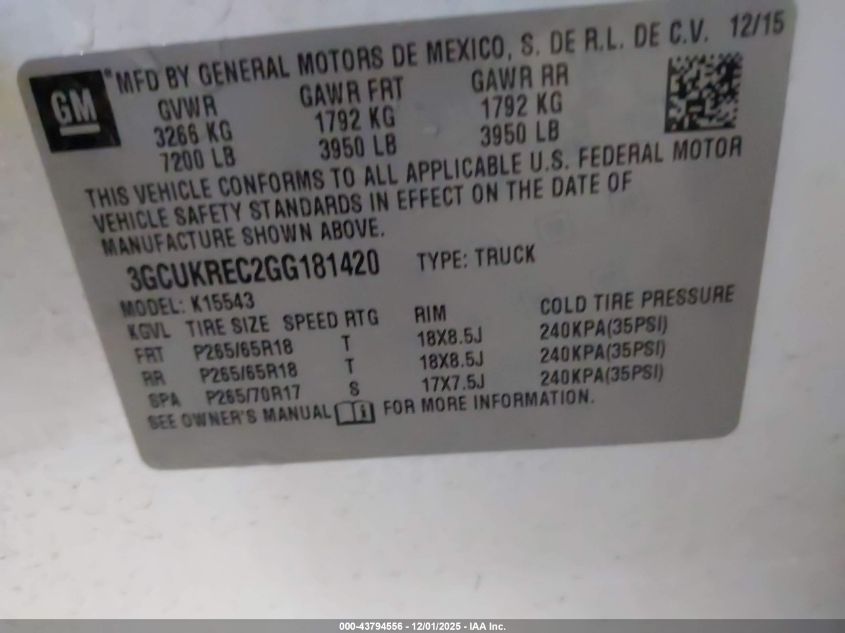 GM
MFD BY GENERAL MOTORS DE MEXICO, S. DE R.L. DE C.V. 12/15
GVWR GAWR FRT GAWR RR
3266 KG 1792 KG 1792 KG
7200 LB 3950 LB 3950 LB
THIS VEHICLE CONFORMS TO ALL APPLICABLE U.S. FEDERAL MOTOR
VEHICLE SAFETY STANDARDS IN EFFECT ON THE DATE OF
MANUFACTURE SHOWN ABOVE.
3GCUKREC2GG181420 TYPE: TRUCK
MODEL: K15543
KGVL TIRE SIZE SPEED RTG RIM COLD TIRE PRESSURE
FRT P265/65R18 T 18X8.5J 240KPA(35PSI)
RR P265/65R18 T 18X8.5J 240KPA(35PSI)
SPA P265/70R17 S 17X7.5J 240KPA(35PSI)
SEE OWNER'S MANUAL FOR MORE INFORMATION.
000-43794556 - 12/01/2025 - IAA Inc.